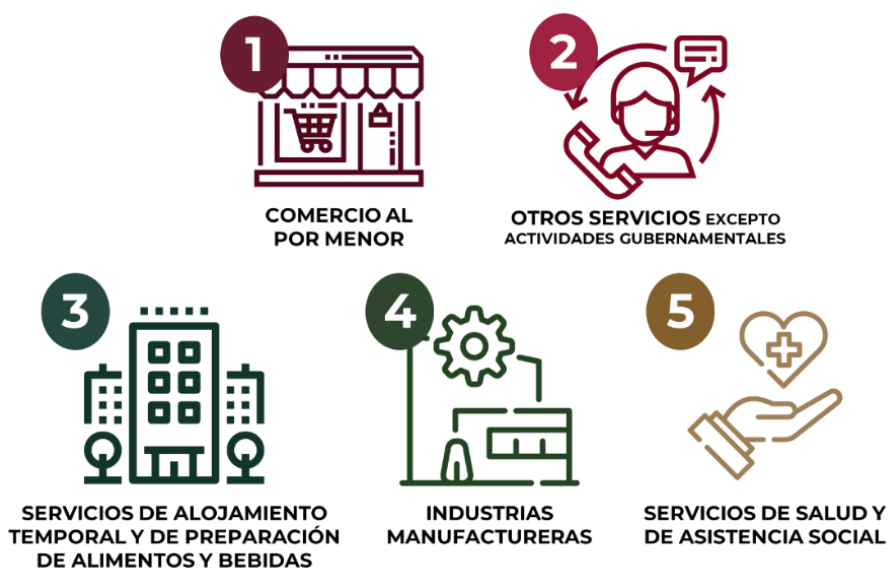 1
COMERCIO AL
POR MENOR
2
OTROS SERVICIOS EXCEPTO
ACTIVIDADES GUBERNAMENTALES
3
SERVICIOS DE ALOJAMIENTO
TEMPORAL Y DE PREPARACIÓN
DE ALIMENTOS Y BEBIDAS
4
INDUSTRIAS
MANUFACTURERAS
5
SERVICIOS DE SALUD Y
DE ASISTENCIA SOCIAL